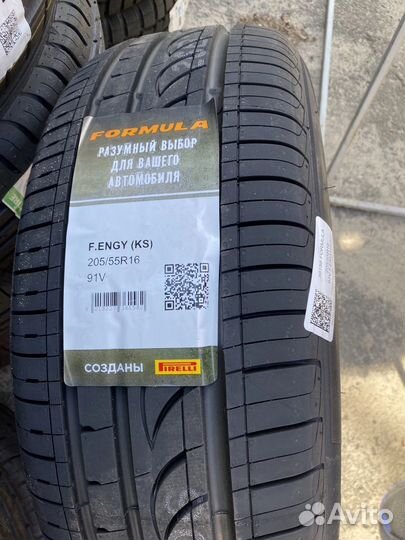 FORMULA
РАЗУМНЫЙ ВЫБОР
ДЛЯ ВАШЕГО
АВТОМОБИЛЯ
F.ENGY (KS)
205/55R16
91V
СОЗДАНЫ PIRELLI
Avito